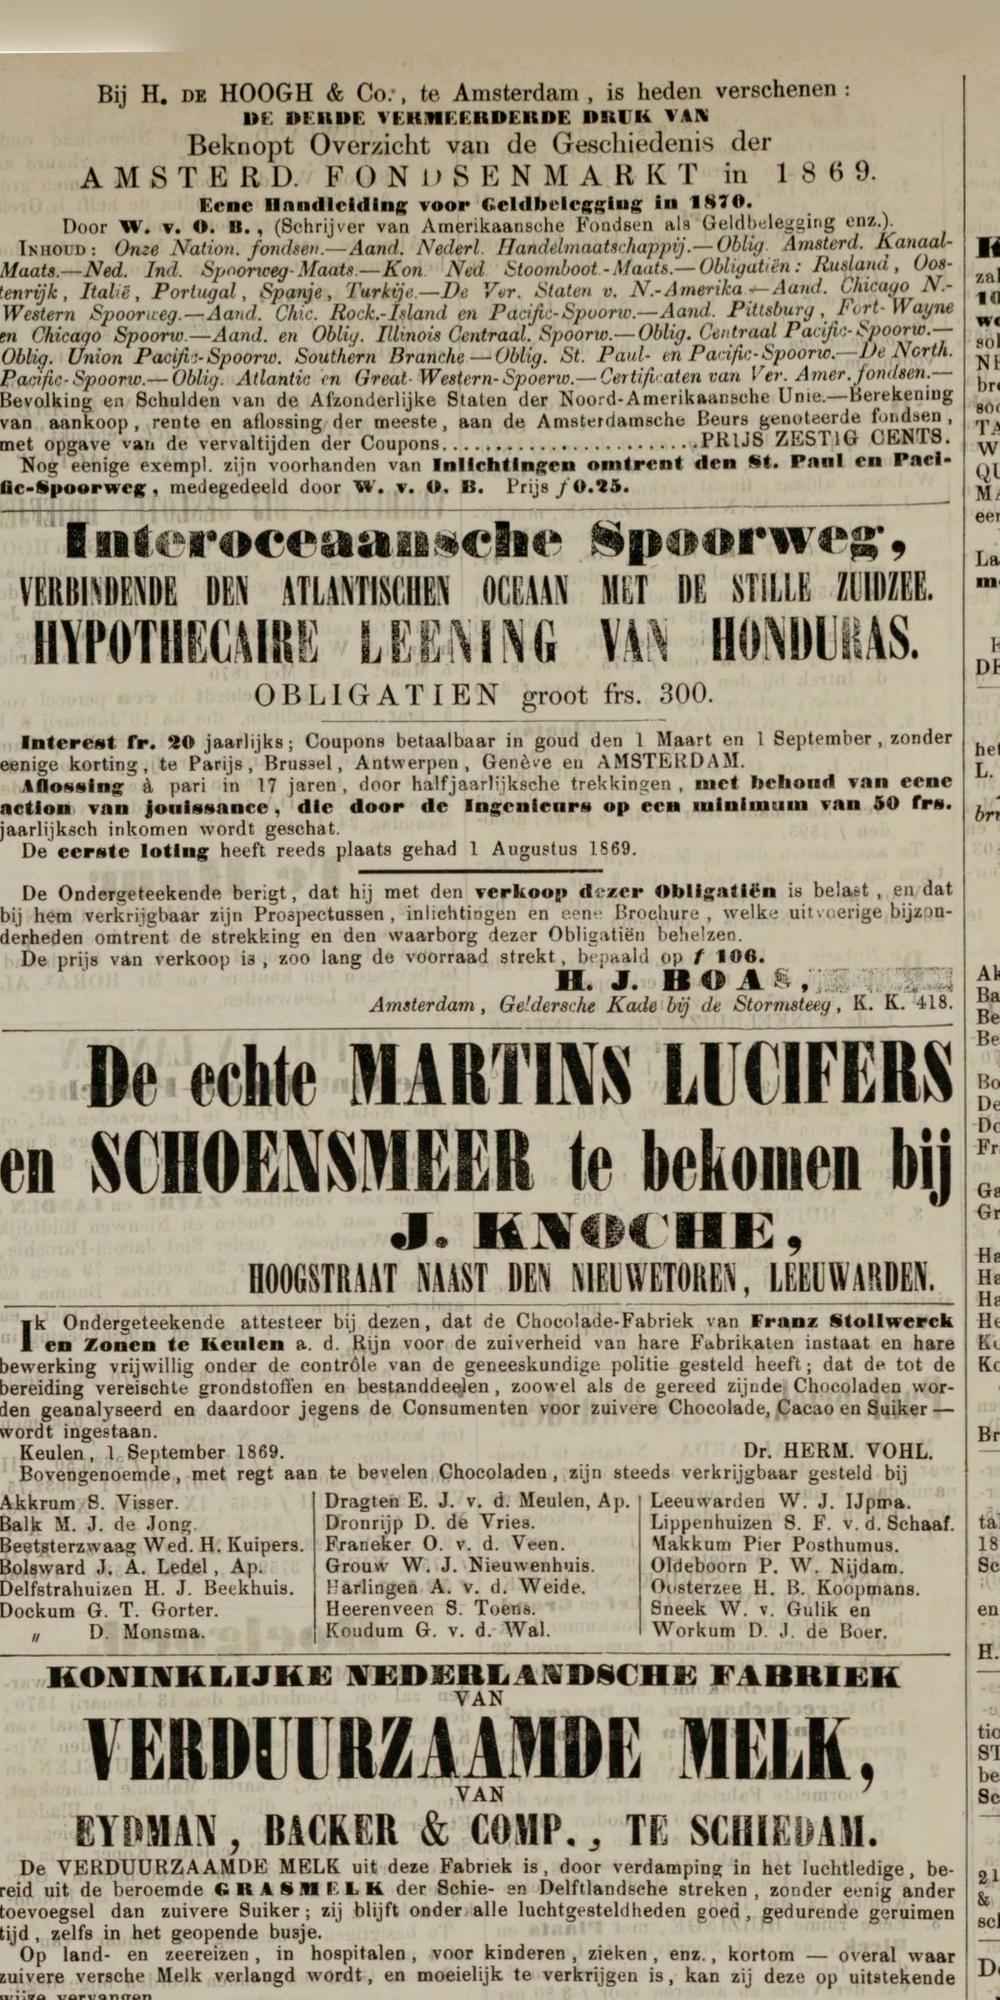 Bij H. DE HOOGH & Co., te Amsterdam, is heden verschenen:
DE DERDE VERMEERDERDE DRUK VAN
Beknopt Overzicht van de Geschiedenis der
AMSTERD. FONDSENMARKT in 1869.
Eene Handleiding voor Geldbelegging in 1870.
Door W. v. O. B., (Schrijver van Amerikaansche Fondsen als Geldbelegging enz.).
INHOUD: Onze Nation. fondsen.—Aand. Nederl. Handelmaatschappij.—Oblig. Amsterd. Kanaal-
Maats.—Ned. Ind. Spoorweg-Maats.—Kon. Ned Stoomboot-Maats.—Obligatiën: Rusland, Oos-
tenrijk, Italië, Portugal, Spanje, Turkije.—De Ver. Staten v. N.-Amerika.—Aand. Chicago N.-
Western Spoorweg.—Aand. Chic. Rock.-Island en Pacific-Spoorw.—Aand. Pittsburg, Fort-Wayne
en Chicago Spoorw.—Aand. en Oblig. Illinois Centraal. Spoorw.—Oblig. Centraal Pacific-Spoorw.—
Oblig. Union Pacific-Spoorw. Southern Branche.—Oblig. St. Paul- en Pacific-Spoorw.—De North.
Pacific-Spoorw.—Oblig. Atlantic en Great-Western-Spoerw.—Certificaten van Ver. Amer. fondsen.—
Bevolking en Schulden van de Afzonderlijke Staten der Noord-Amerikaansche Unie.—Berekening
van aankoop, rente en aflossing der meeste, aan de Amsterdamsche Beurs genoteerde fondsen,
met opgave van de vervaltijden der Coupons........................PRIJS ZESTIG CENTS.
Nog eenige exempl. zijn voorhanden van Inlichtingen omtrent den St. Paul en Paci-
fic-Spoorweg, medegedeeld door W. v. O. B. Prijs f 0.25.
Interoceaansche Spoorweg,
VERBINDENDE DEN ATLANTISCHEN OCEAAN MET DE STILLE ZUIDZEE.
HYPOTHECAIRE LEENING VAN HONDURAS.
OBLIGATIEN groot frs. 300.
Interest fr. 20 jaarlijks; Coupons betaalbaar in goud den 1 Maart en 1 September, zonder
eenige korting, te Parijs, Brussel, Antwerpen, Genève en AMSTERDAM.
Aflossing à pari in 17 jaren, door halfjaarlijksche trekkingen, met behoud van eene
action van jouissance, die door de Ingenieurs op een minimum van 50 frs.
jaarlijksch inkomen wordt geschat.
De eerste loting heeft reeds plaats gehad 1 Augustus 1869.
De Ondergeteekende berigt, dat hij met den verkoop dezer Obligatiën is belast, en dat
bij hem verkrijgbaar zijn Prospectussen, inlichtingen en eene Brochure, welke uitvoerige bijzon-
derheden omtrent de strekking en den waarborg dezer Obligatiën behelzen.
De prijs van verkoop is, zoo lang de voorraad strekt, bepaald op f 106.
H. J. BOAS,
Amsterdam, Geldersche Kade bij de Stormsteeg, K. K. 418.
De echte MARTINS LUCIFERS
en SCHOENSMEER te bekomen bij
J. KNOCHE,
HOOGSTRAAT NAAST DEN NIEUWETOREN, LEEUWARDEN.
Ik Ondergeteekende attesteer bij dezen, dat de Chocolade-Fabriek van Franz Stollwerck
en Zonen te Keulen a. d. Rijn voor de zuiverheid van hare Fabrikaten instaat en hare
bewerking vrijwillig onder de contrôle van de geneeskundige politie gesteld heeft; dat de tot de
bereiding vereischte grondstoffen en bestanddeelen, zoowel als de gereed zijnde Chocoladen wor-
den geanalyseerd en daardoor jegens de Consumenten voor zuivere Chocolade, Cacao en Suiker —
wordt ingestaan.
Keulen, 1 September 1869. Dr. HERM. VOHL.
Bovengenoemde, met regt aan te bevelen Chocoladen, zijn steeds verkrijgbaar gesteld bij
Akkrum S. Visser.
Balk M. J. de Jong.
Beetsterzwaag Wed. H. Kuipers.
Bolsward J. A. Ledel, Ap.
Delfstrahuizen H. J. Beekhuis.
Dockum G. T. Gorter.
〃 D. Monsma.
Dragten E. J. v. d. Meulen, Ap.
Dronrijp D. de Vries.
Franeker O. v. d. Veen.
Grouw W. J. Nieuwenhuis.
Harlingen A. v. d. Weide.
Heerenveen S. Toens.
Koudum G. v. d. Wal.
Leeuwarden W. J. IJpma.
Lippenhuizen S. F. v. d. Schaaf.
Makkum Pier Posthumus.
Oldeboorn P. W. Nijdam.
Oosterzee H. B. Koopmans.
Sneek W. v. Gulik en
Workum D. J. de Boer.
KONINKLIJKE NEDERLANDSCHE FABRIEK
VAN
VERDUURZAAMDE MELK,
VAN
EYDMAN, BACKER & COMP., TE SCHIEDAM.
De VERDUURZAAMDE MELK uit deze Fabriek is, door verdamping in het luchtledige, be-
reid uit de beroemde GRASMELK der Schie- en Delftlandsche streken, zonder eenig ander
toevoegsel dan zuivere Suiker; zij blijft onder alle luchtgesteldheden goed, gedurende geruimen
tijd, zelfs in het geopende busje.
Op land- en zeereizen, in hospitalen, voor kinderen, zieken, enz., kortom — overal waar
zuivere versche Melk verlangd wordt, en moeielijk te verkrijgen is, kan zij deze op uitstekende
wijze vervangen